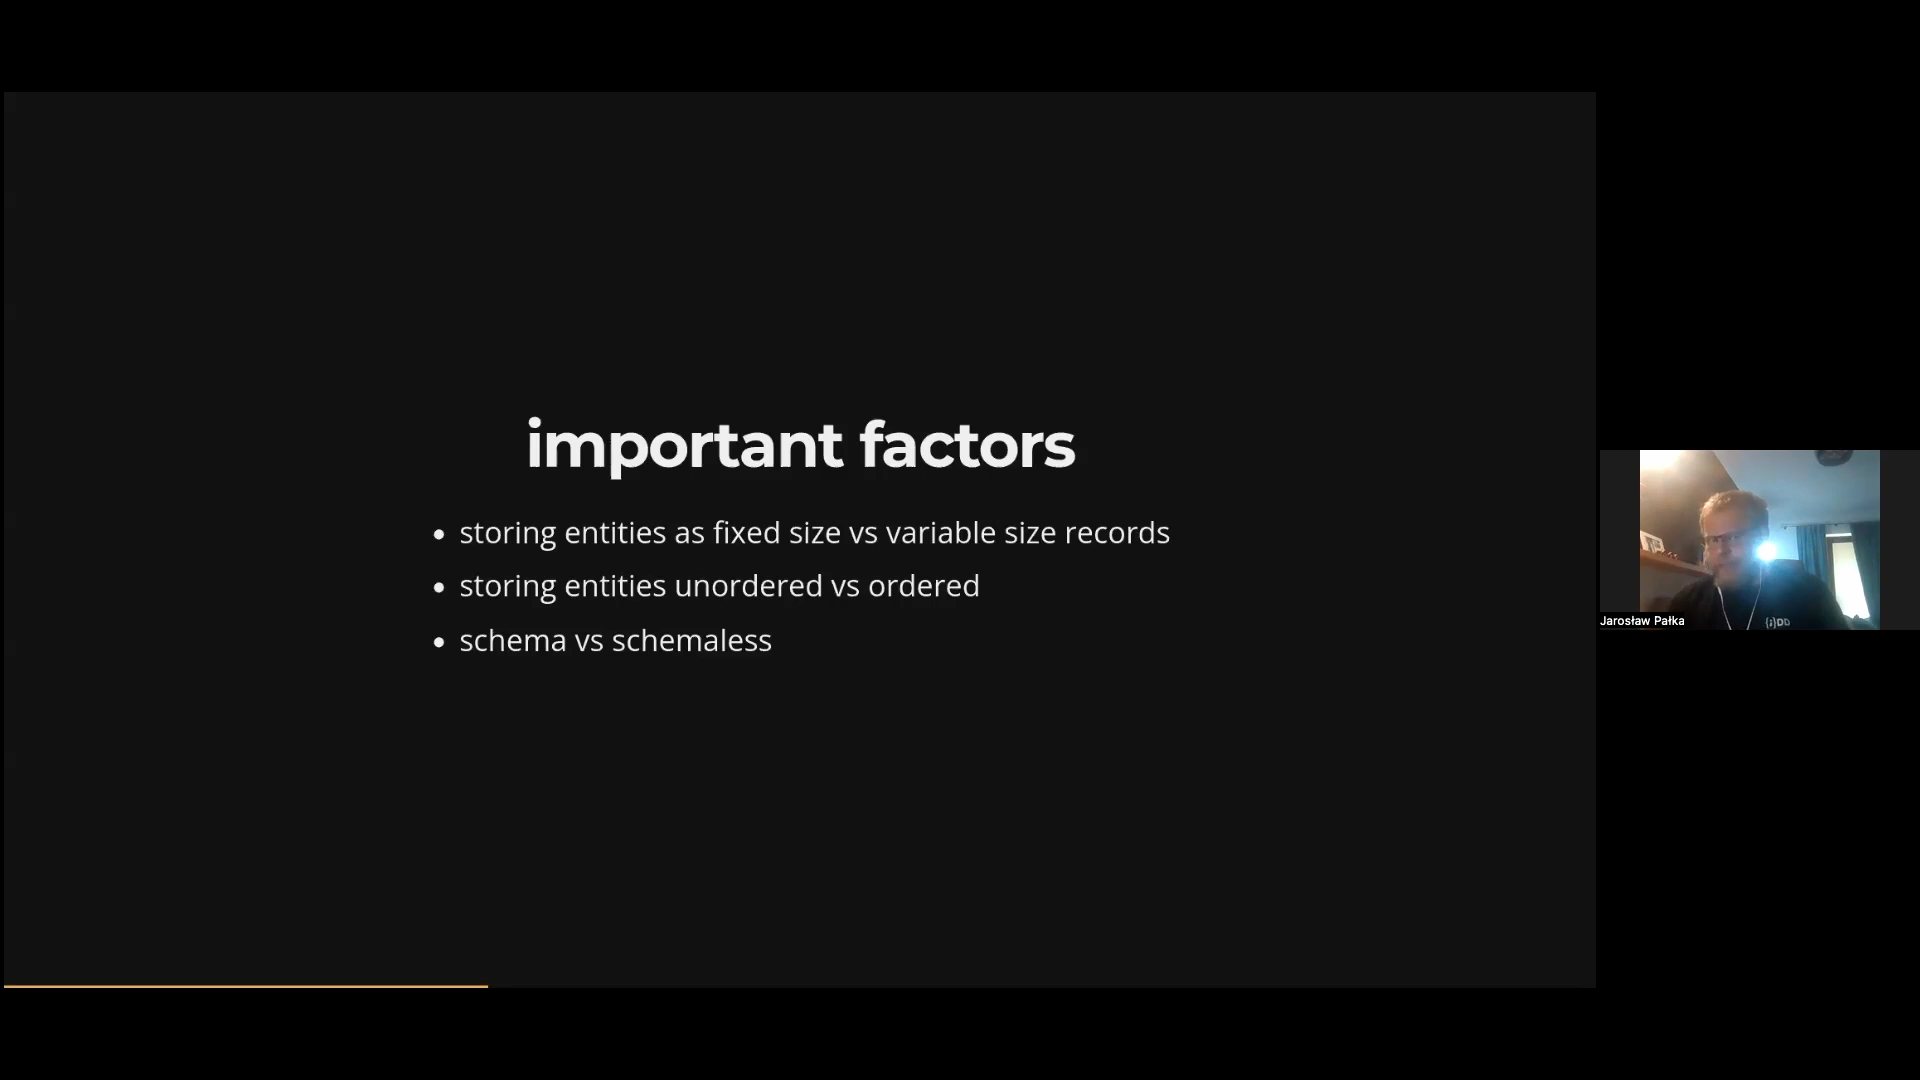 important factors
storing entities as fixed size vs variable size records
storing entities unordered vs ordered
schema vs schemaless
Jarosław Pałka
{;}DD